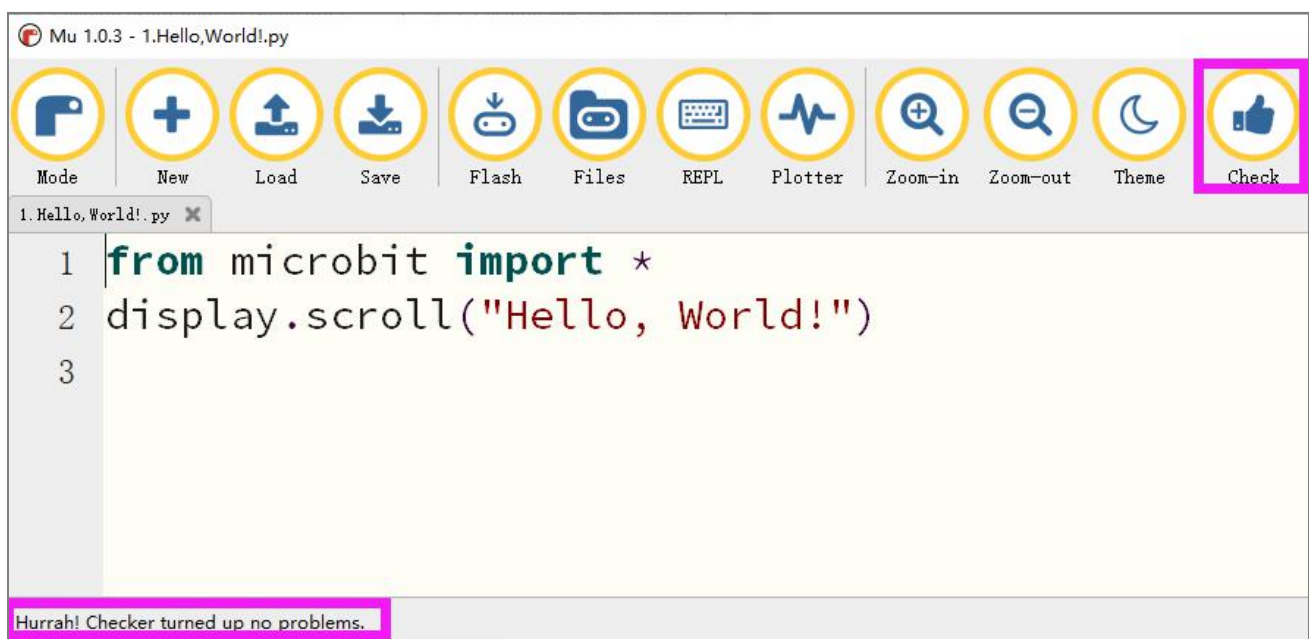 Mu 1.0.3 - 1.Hello,World!.py
Mode New Load Save Flash Files REPL Plotter Zoom-in Zoom-out Theme Check
1.Hello,World!.py
1 from microbit import *
2 display.scroll("Hello, World!")
3
Hurrah! Checker turned up no problems.